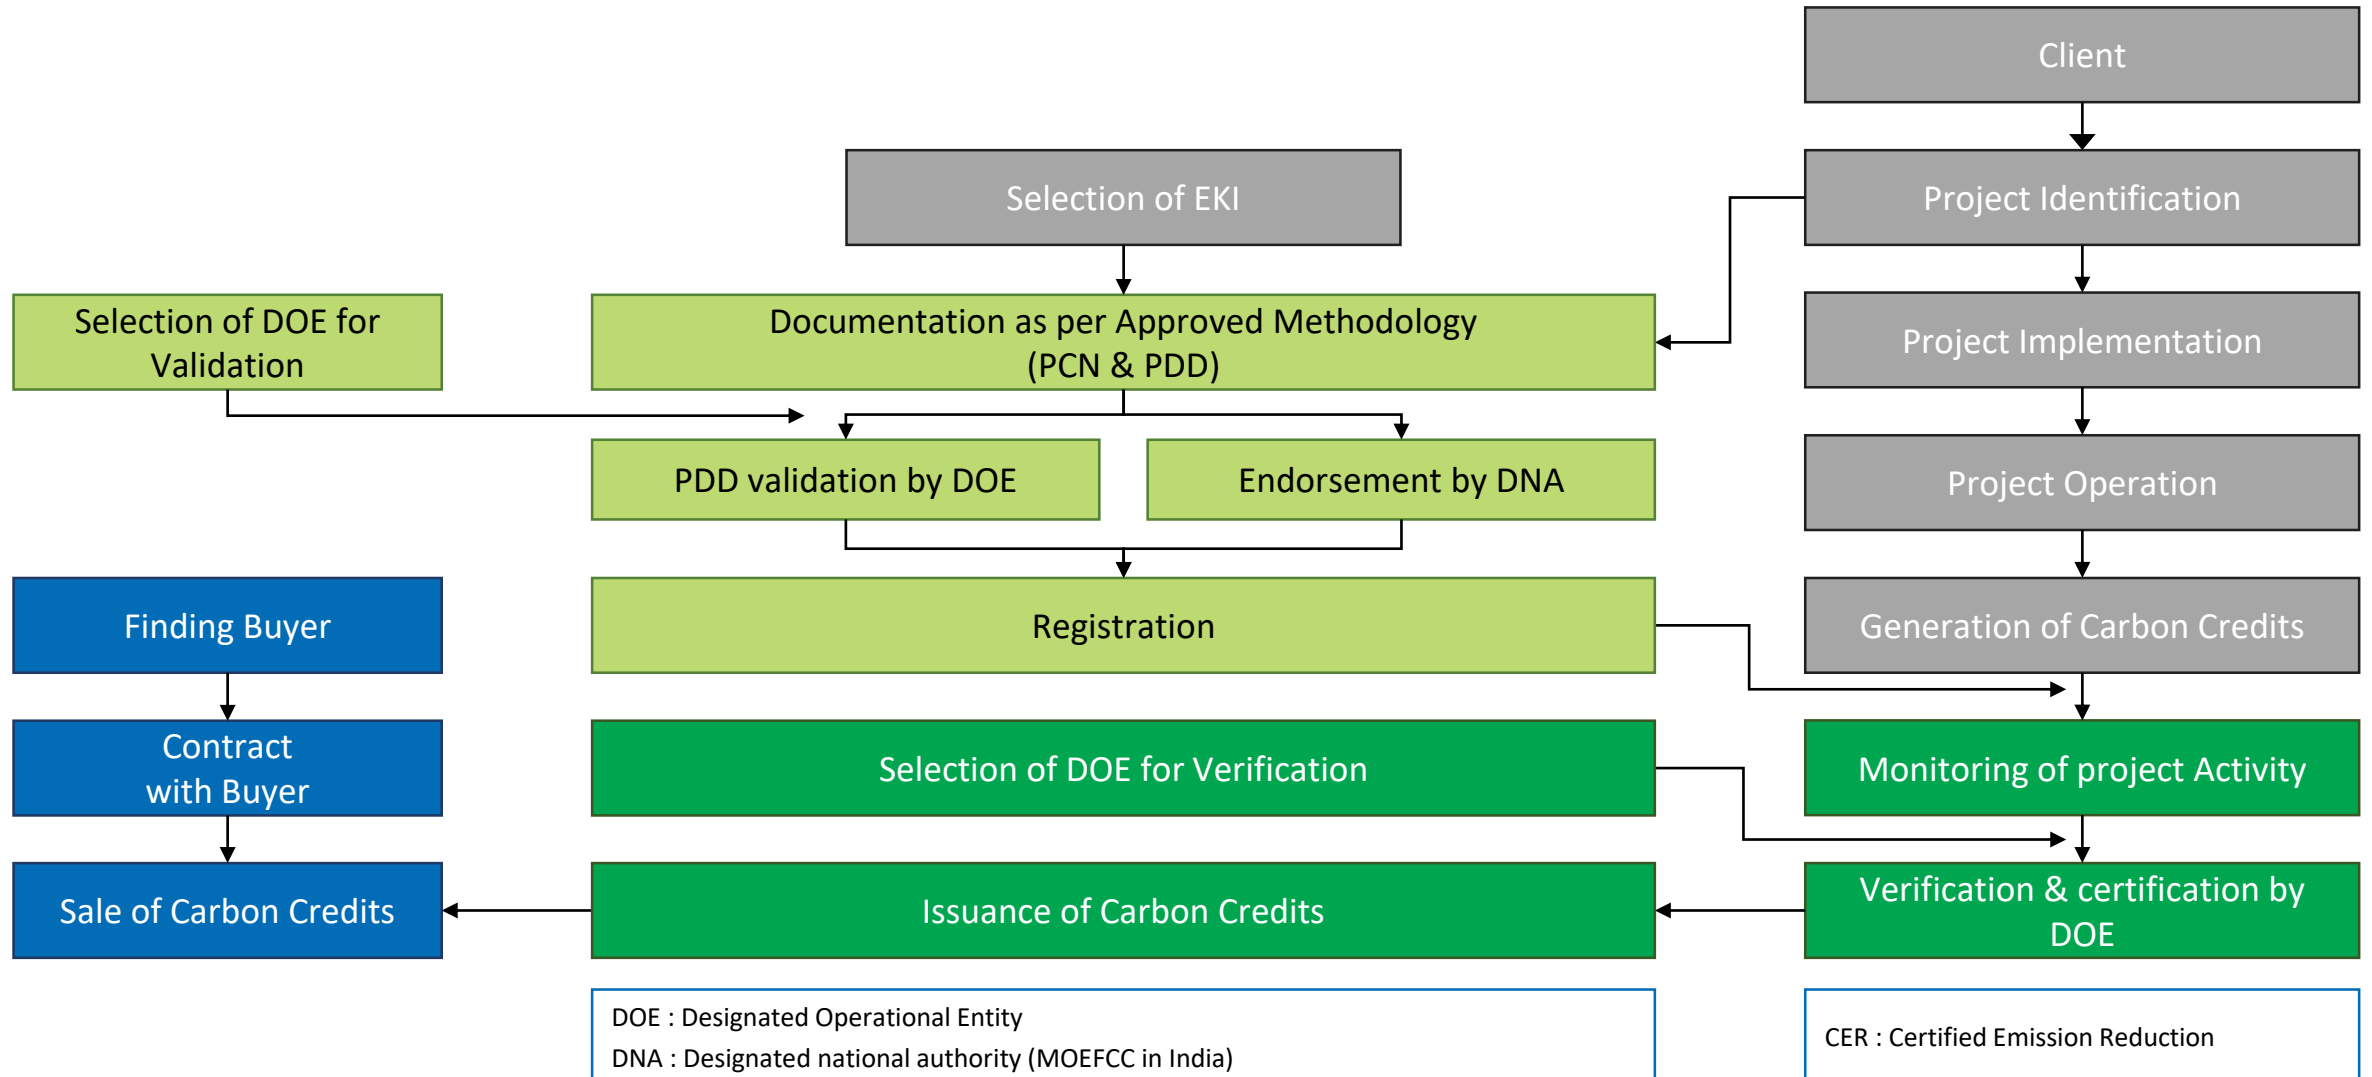 Client
Selection of EKI
Project Identification
Selection of DOE for
Validation
Documentation as per Approved Methodology
(PCN & PDD)
Project Implementation
PDD validation by DOE
Endorsement by DNA
Project Operation
Finding Buyer
Registration
Generation of Carbon Credits
Contract
with Buyer
Selection of DOE for Verification
Monitoring of project Activity
Sale of Carbon Credits
Issuance of Carbon Credits
Verification & certification by
DOE
DOE : Designated Operational Entity
DNA : Designated national authority (MOEFCC in India)
CER : Certified Emission Reduction